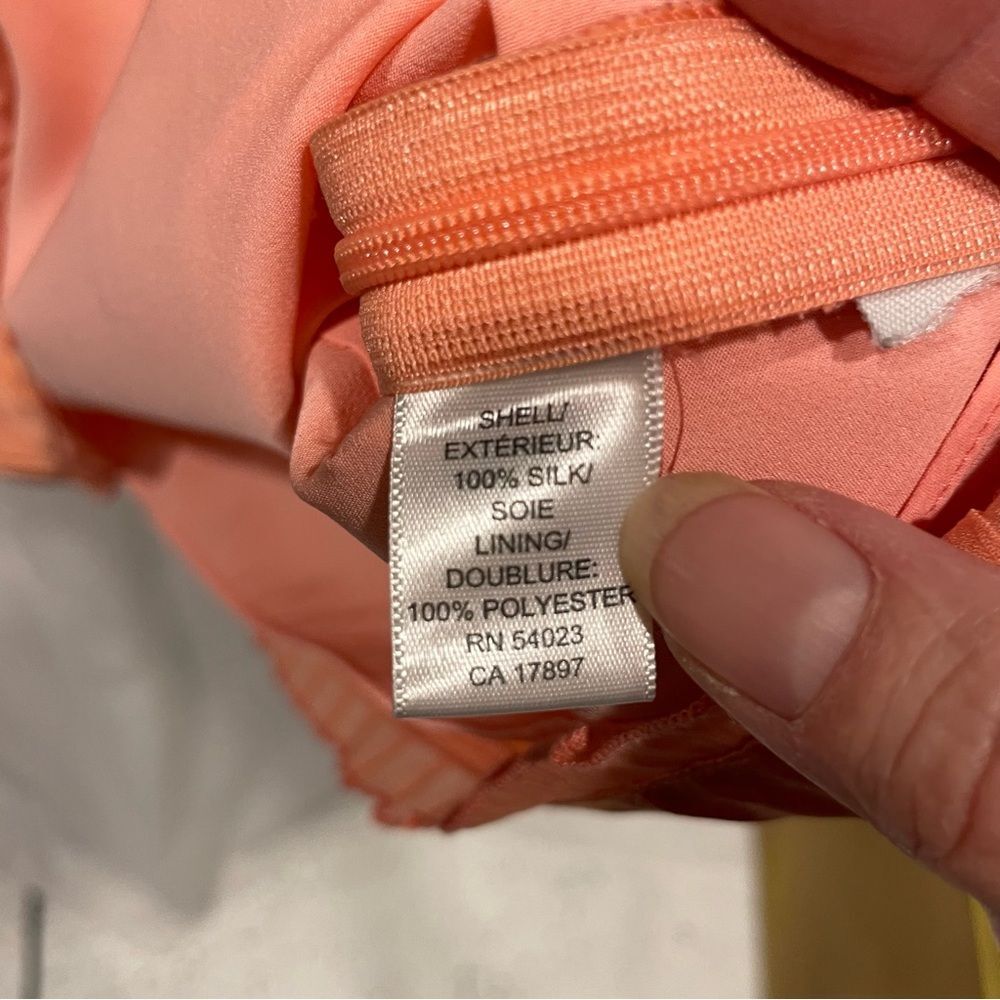 SHELL/
EXTÉRIEUR
100% SILK/
SOIE
LINING/
DOUBLURE:
100% POLYESTER
RN 54023
CA 17897